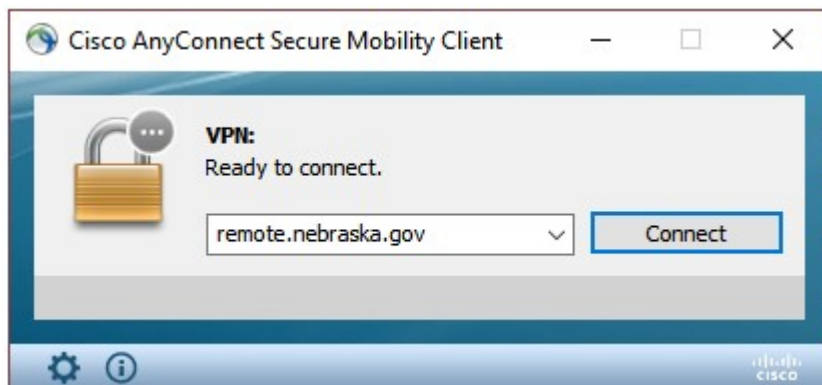 Cisco AnyConnect Secure Mobility Client
VPN:
Ready to connect.
remote.nebraska.gov
Connect
CISCO